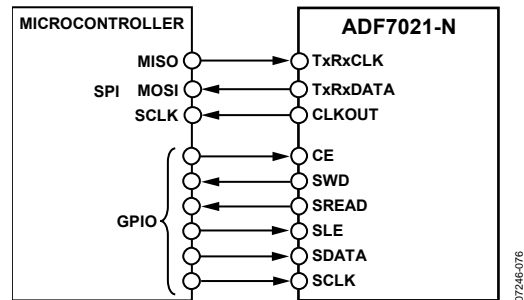 MICROCONTROLLER ADF7021-N
MISO TxRxCLK
SPI MOSI TxRxDATA
SCLK CLKOUT
CE
SWD
SREAD
GPIO
SLE
SDATA
SCLK
07246-076